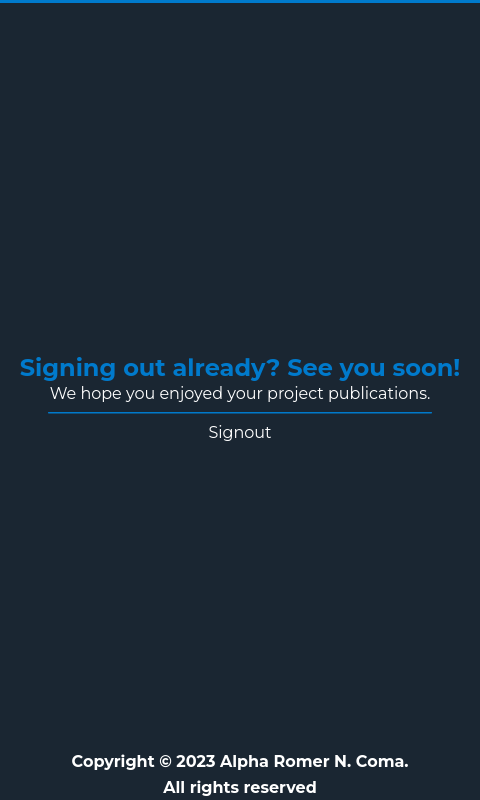 Signing out already? See you soon!
We hope you enjoyed your project publications.
Signout
Copyright © 2023 Alpha Romer N. Coma.
All rights reserved